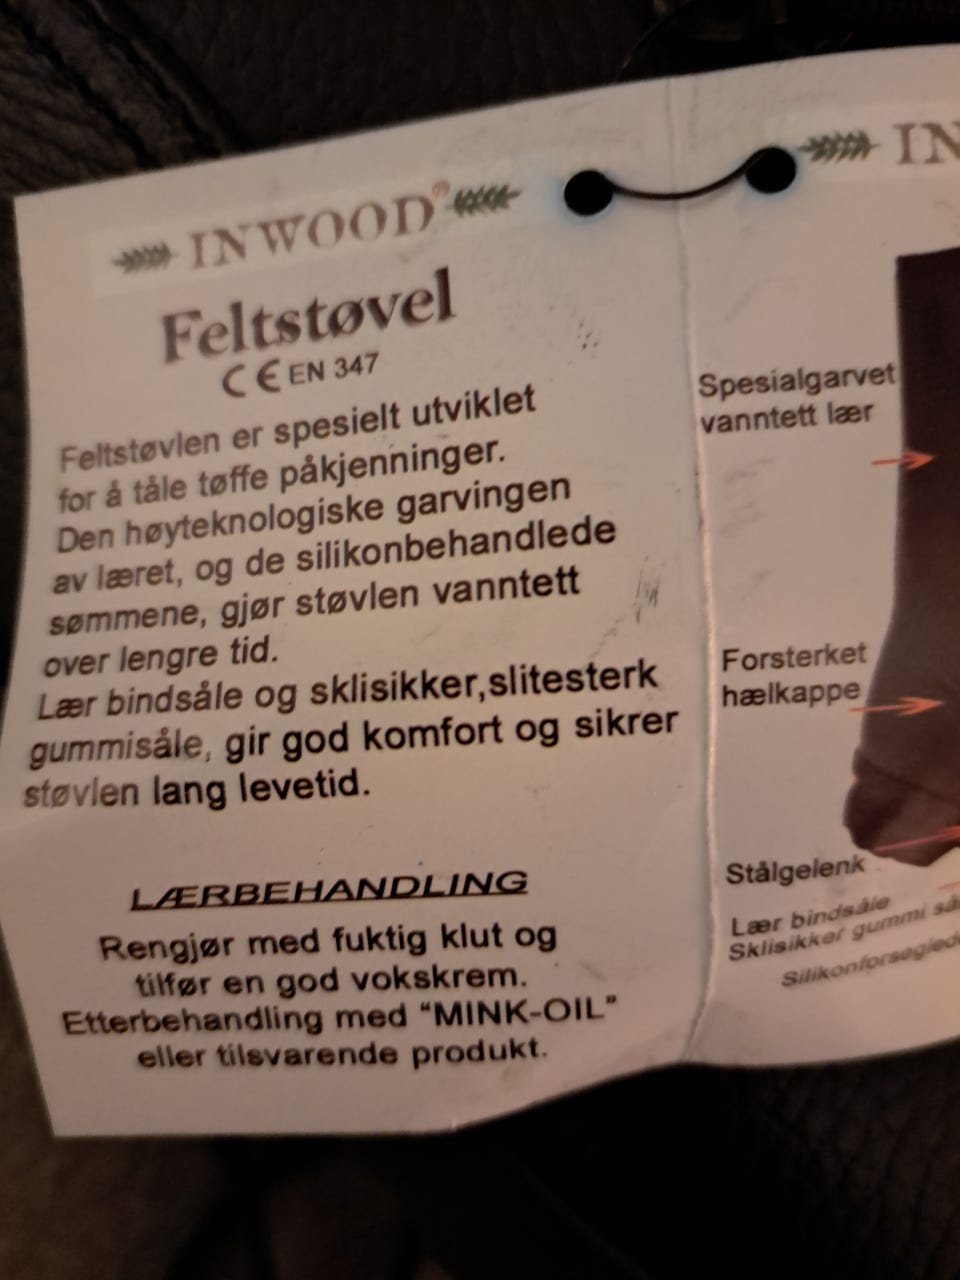 INWOOD®
Feltstøvel
CE EN 347
Feltstøvlen er spesielt utviklet
for å tåle tøffe påkjenninger.
Den høyteknologiske garvingen
av læret, og de silikonbehandlede
sømmene, gjør støvlen vanntett
over lengre tid.
Lær bindsåle og sklisikker,slitesterk
gummisåle, gir god komfort og sikrer
støvlen lang levetid.
LÆRBEHANDLING
Rengjør med fuktig klut og
tilfør en god vokskrem.
Etterbehandling med "MINK-OIL"
eller tilsvarende produkt.
IN
Spesialgarvet
vanntett lær
Forsterket
hælkappe
Stålgelenk
Lær bindsåle
Sklisikker gummi så
Silikonforseglede